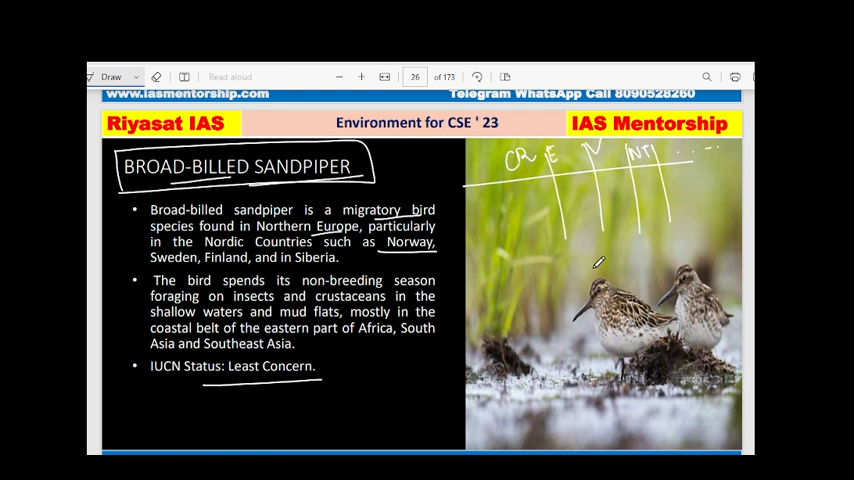 Draw
Read aloud
26 of 173
www.iasmentorship.com
Telegram WhatsApp Call 8090528260
Riyasat IAS
Environment for CSE ' 23
IAS Mentorship
CR E V NT .....
BROAD-BILLED SANDPIPER
• Broad-billed sandpiper is a migratory bird
species found in Northern Europe, particularly
in the Nordic Countries such as Norway,
Sweden, Finland, and in Siberia.
• The bird spends its non-breeding season
foraging on insects and crustaceans in the
shallow waters and mud flats, mostly in the
coastal belt of the eastern part of Africa, South
Asia and Southeast Asia.
• IUCN Status: Least Concern.